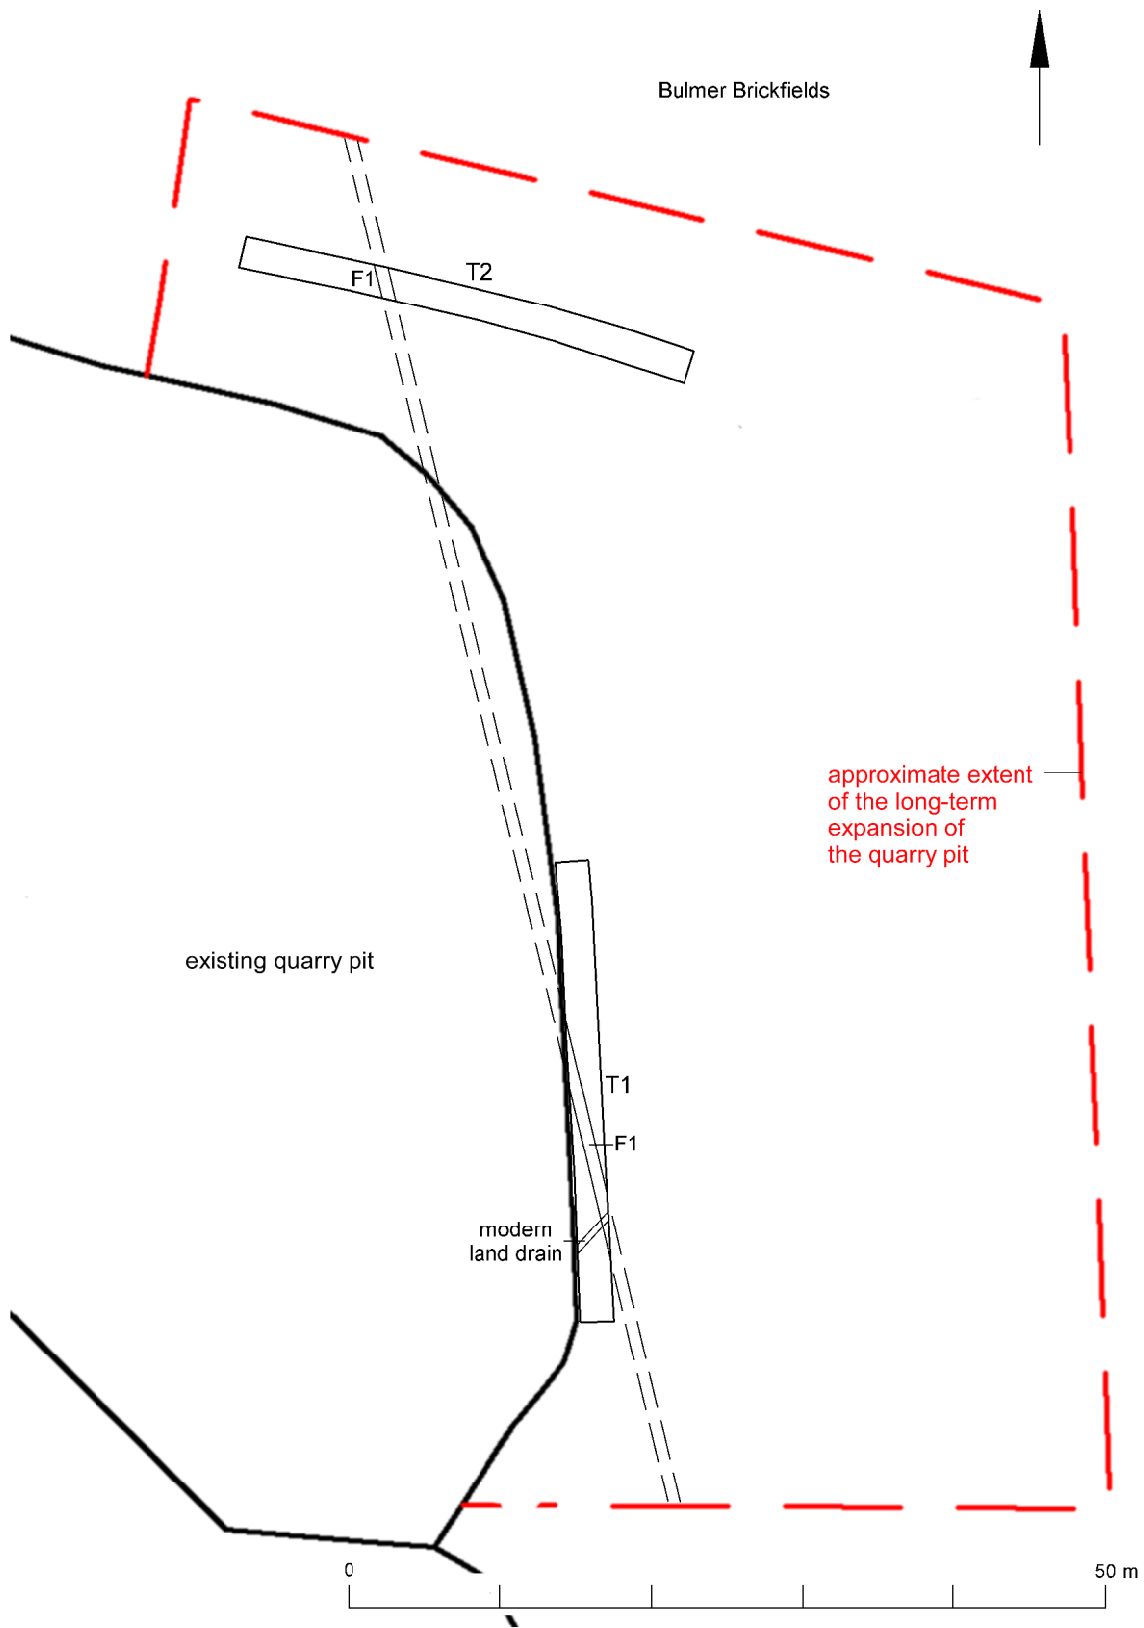 Bulmer Brickfields
T2
F1
approximate extent
of the long-term
expansion of
the quarry pit
existing quarry pit
T1
F1
modern
land drain
0
50 m